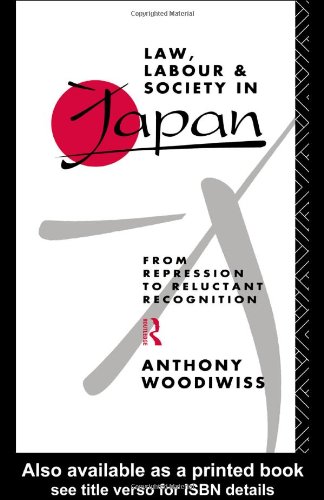 LAW,
LABOUR &
SOCIETY IN
Japan
FROM
REPRESSION
TO RELUCTANT
RECOGNITION
ROUTLEDGE
ANTHONY
WOODIWISS
Also available as a printed book
see title verso for ISBN details